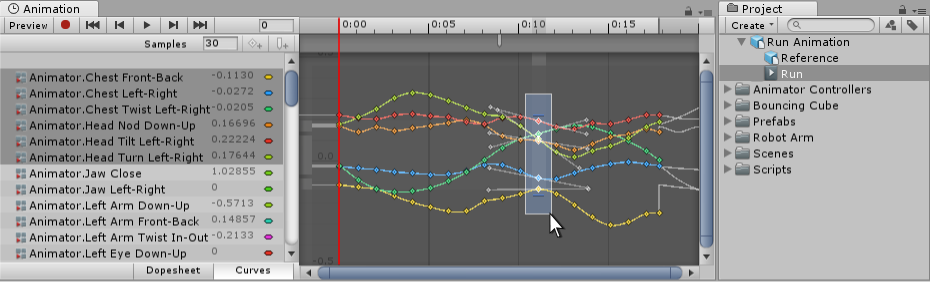 Animation
Project
Preview 0 0:00 0:05 0:10 0:15
Create
Samples 30
Run Animation
Reference
Run
Animator Controllers
Bouncing Cube
Prefabs
Robot Arm
Scenes
Scripts
Animator.Chest Front-Back -0.1130
Animator.Chest Left-Right -0.0272
Animator.Chest Twist Left-Right -0.0205
Animator.Head Nod Down-Up 0.16696
Animator.Head Tilt Left-Right 0.22224
Animator.Head Turn Left-Right 0.17644
Animator.Jaw Close 1.02855
Animator.Jaw Left-Right 0
Animator.Left Arm Down-Up -0.5713
Animator.Left Arm Front-Back 0.14857
Animator.Left Arm Twist In-Out -0.2133
Animator.Left Eye Down-Up 0
0.0
-0.5
Dopesheet Curves